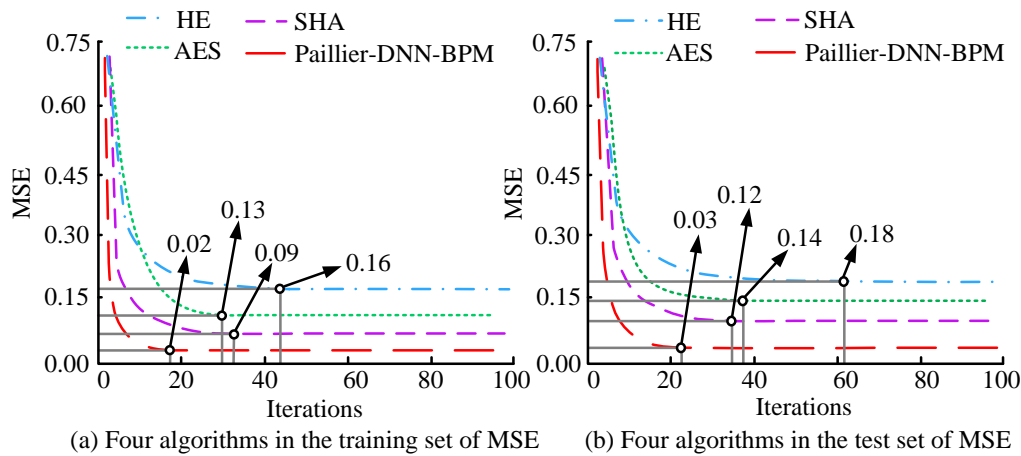 HE
SHA
AES
Paillier-DNN-BPM
0.75
0.60
0.45
0.30
0.15
0.00
MSE
0.02
0.13
0.09
0.16
0
20
40
60
80
100
Iterations
(a) Four algorithms in the training set of MSE
HE
SHA
AES
Paillier-DNN-BPM
0.75
0.60
0.45
0.30
0.15
0.00
MSE
0.03
0.12
0.14
0.18
0
20
40
60
80
100
Iterations
(b) Four algorithms in the test set of MSE